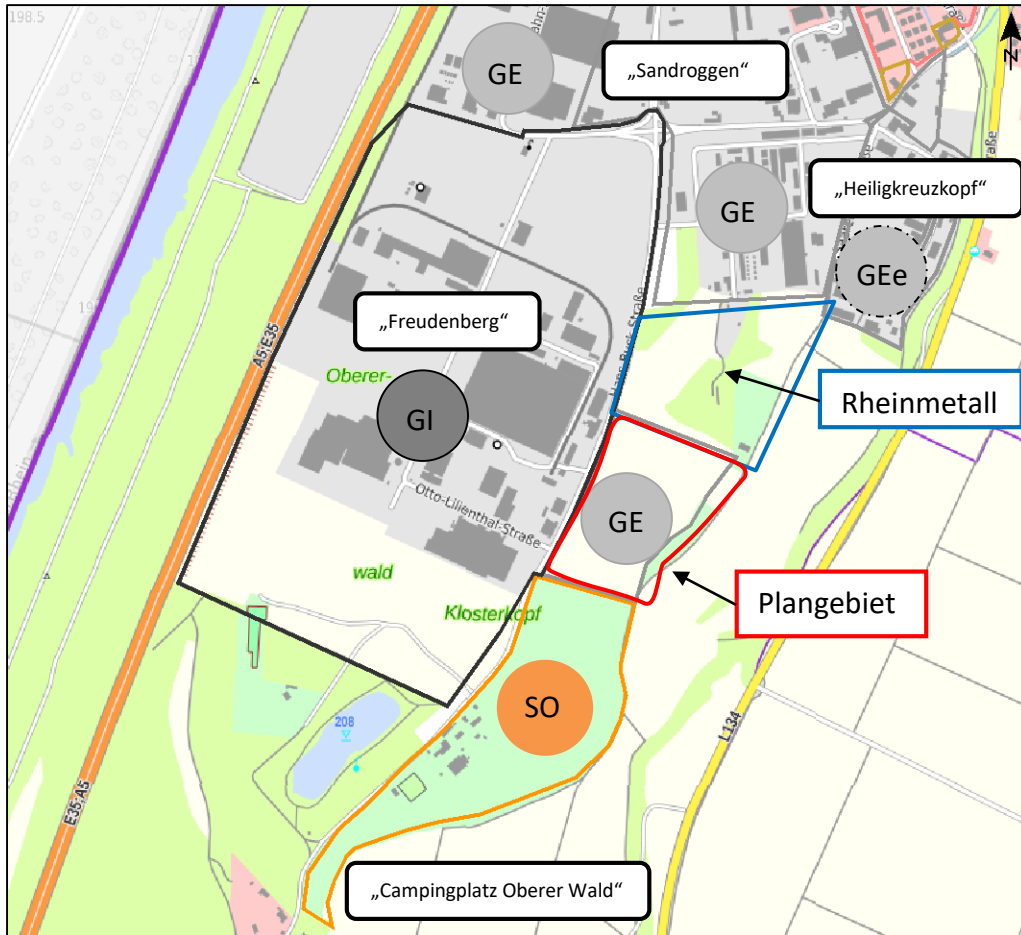 198.5
GE
„Sandroggen“
N
GE
„Heiligkreuzkopf“
GEe
„Freudenberg“
A5;E35
Oberer-
GI
Rheinmetall
Otto-Lilienthal-Straße
GE
wald
Klosterkopf
Plangebiet
208
SO
L 134
E35;A5
„Campingplatz Oberer Wald“